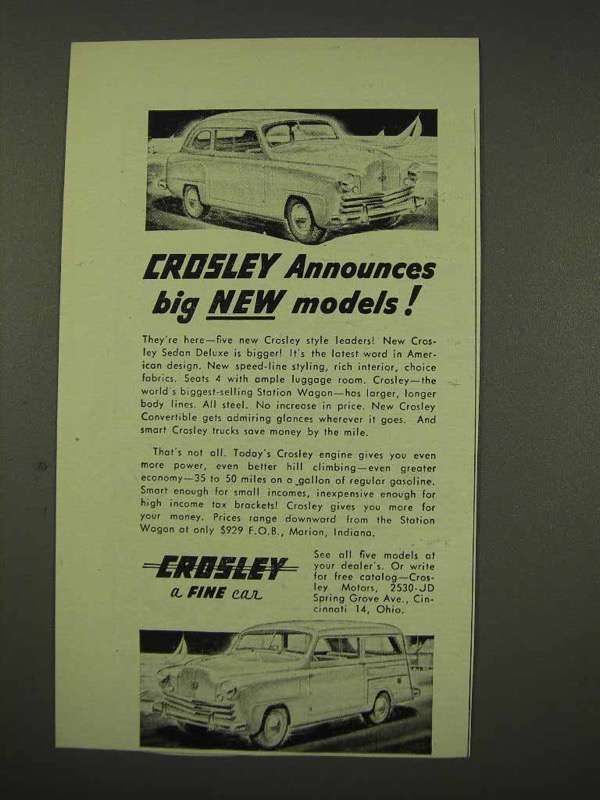 CROSLEY Announces
big NEW models!
They're here—five new Crosley style leaders! New Cros-
ley Sedan Deluxe is bigger! It's the latest word in Amer-
ican design. New speed-line styling, rich interior, choice
fabrics. Seats 4 with ample luggage room. Crosley—the
world's biggest-selling Station Wagon—has larger, longer
body lines. All steel. No increase in price. New Crosley
Convertible gets admiring glances wherever it goes. And
smart Crosley trucks save money by the mile.
That's not all. Today's Crosley engine gives you even
more power, even better hill climbing—even greater
economy—35 to 50 miles on a gallon of regular gasoline.
Smart enough for small incomes, inexpensive enough for
high income tax brackets! Crosley gives you more for
your money. Prices range downward from the Station
Wagon at only $929 F.O.B., Marion, Indiana.
CROSLEY
a FINE car
See all five models at
your dealer's. Or write
for free catalog—Cros-
ley Motors, 2530-JD
Spring Grove Ave., Cin-
cinnati 14, Ohio.